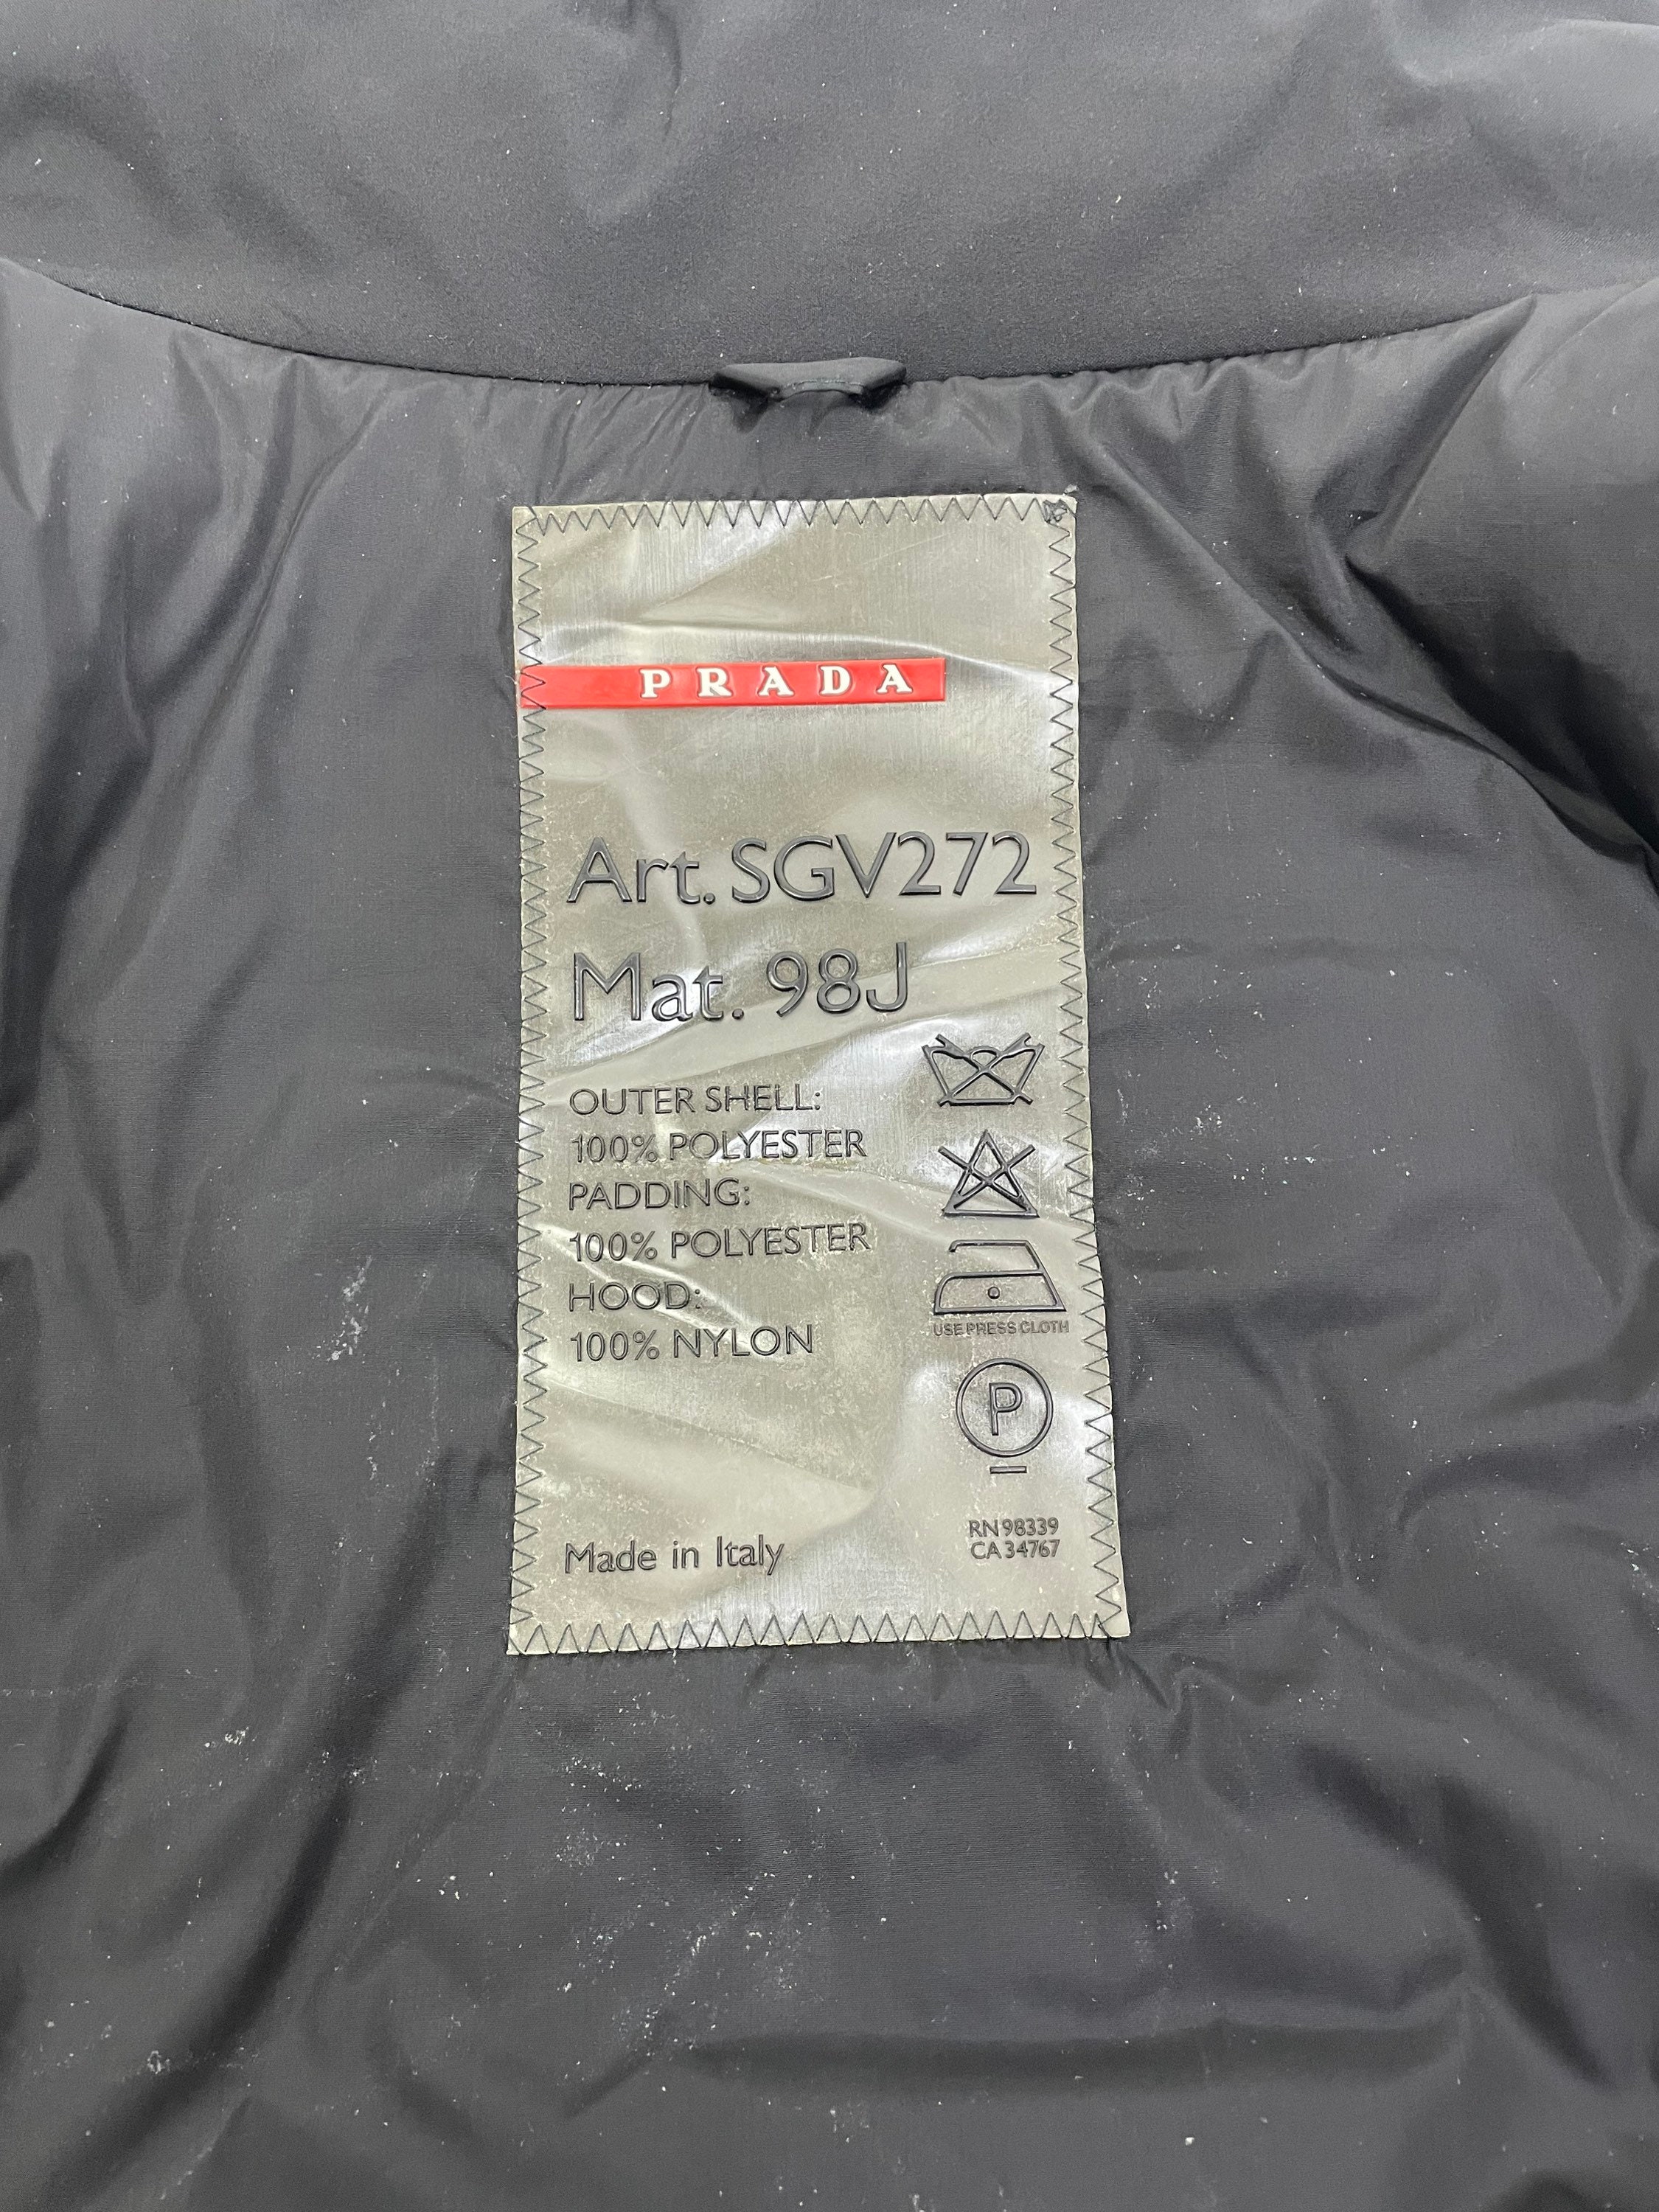 PRADA
Art. SGV272
Mat. 98J
OUTER SHELL:
100% POLYESTER
PADDING:
100% POLYESTER
HOOD:
100% NYLON
USE PRESS CLOTH
P
Made in Italy
RN 98339
CA 34767